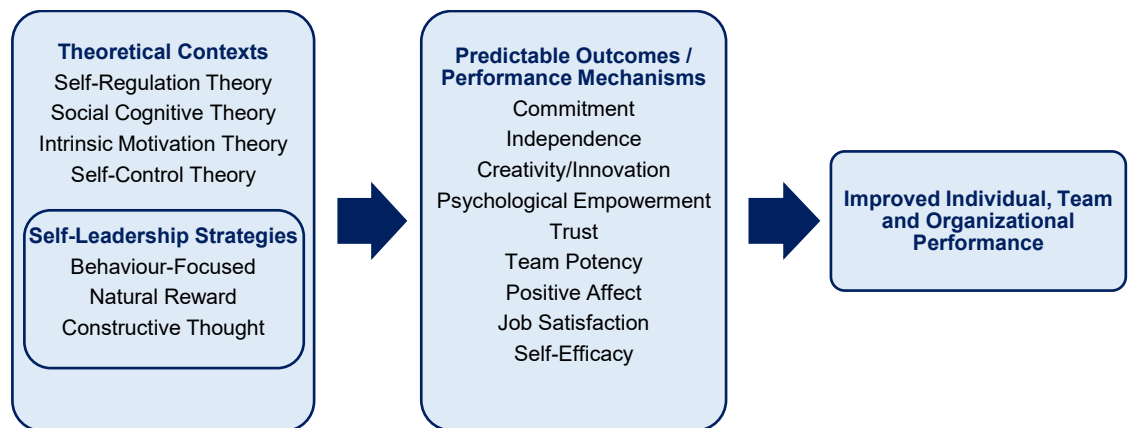 Theoretical Contexts
Self-Regulation Theory
Social Cognitive Theory
Intrinsic Motivation Theory
Self-Control Theory
Self-Leadership Strategies
Behaviour-Focused
Natural Reward
Constructive Thought
Predictable Outcomes /
Performance Mechanisms
Commitment
Independence
Creativity/Innovation
Psychological Empowerment
Trust
Team Potency
Positive Affect
Job Satisfaction
Self-Efficacy
Improved Individual, Team
and Organizational
Performance